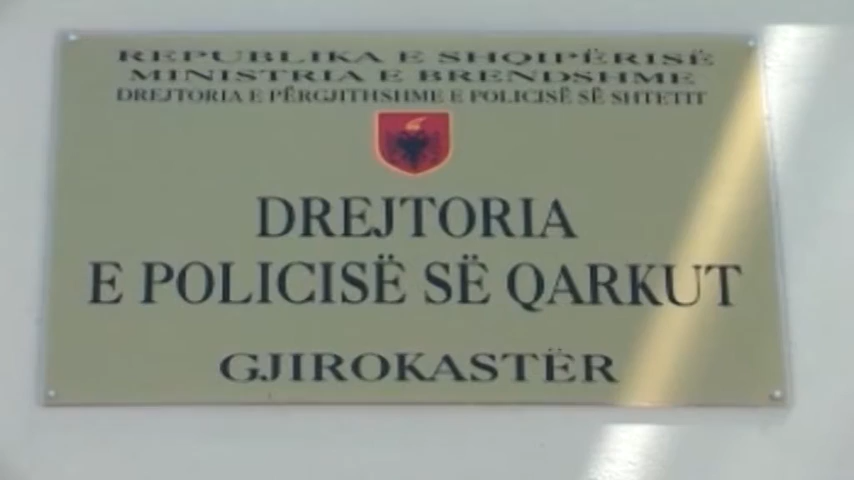 REPUBLIKA E SHQIPËRISË
MINISTRIA E BRENDSHME
DREJTORIA E PËRGJITHSHME E POLICISË SË SHTETIT
DREJTORIA
E POLICISË SË QARKUT
GJIROKASTËR